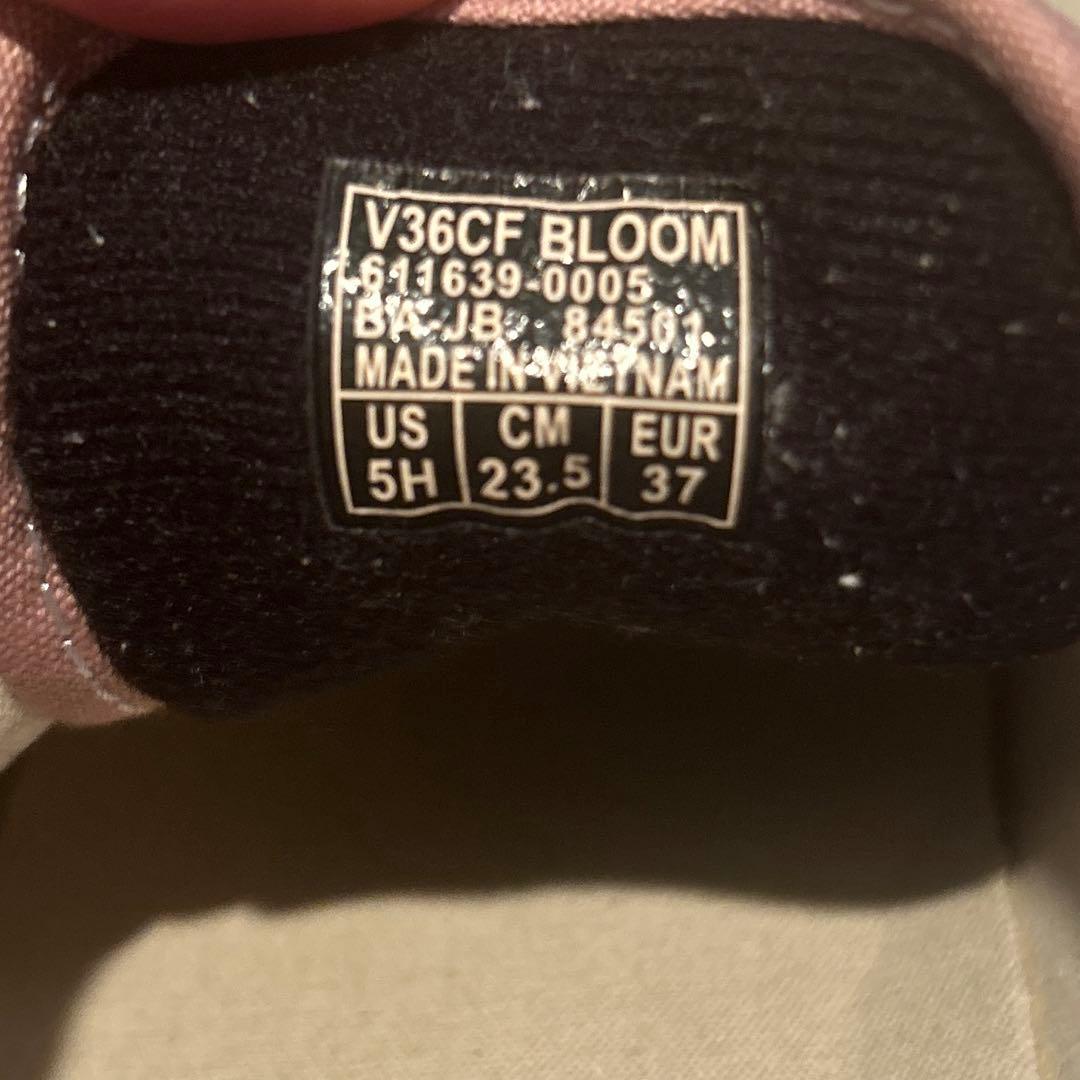 V36CF BLOOM
611639-0005
BA-JB 84501
MADE IN VIETNAM
US CM EUR
5H 23.5 37